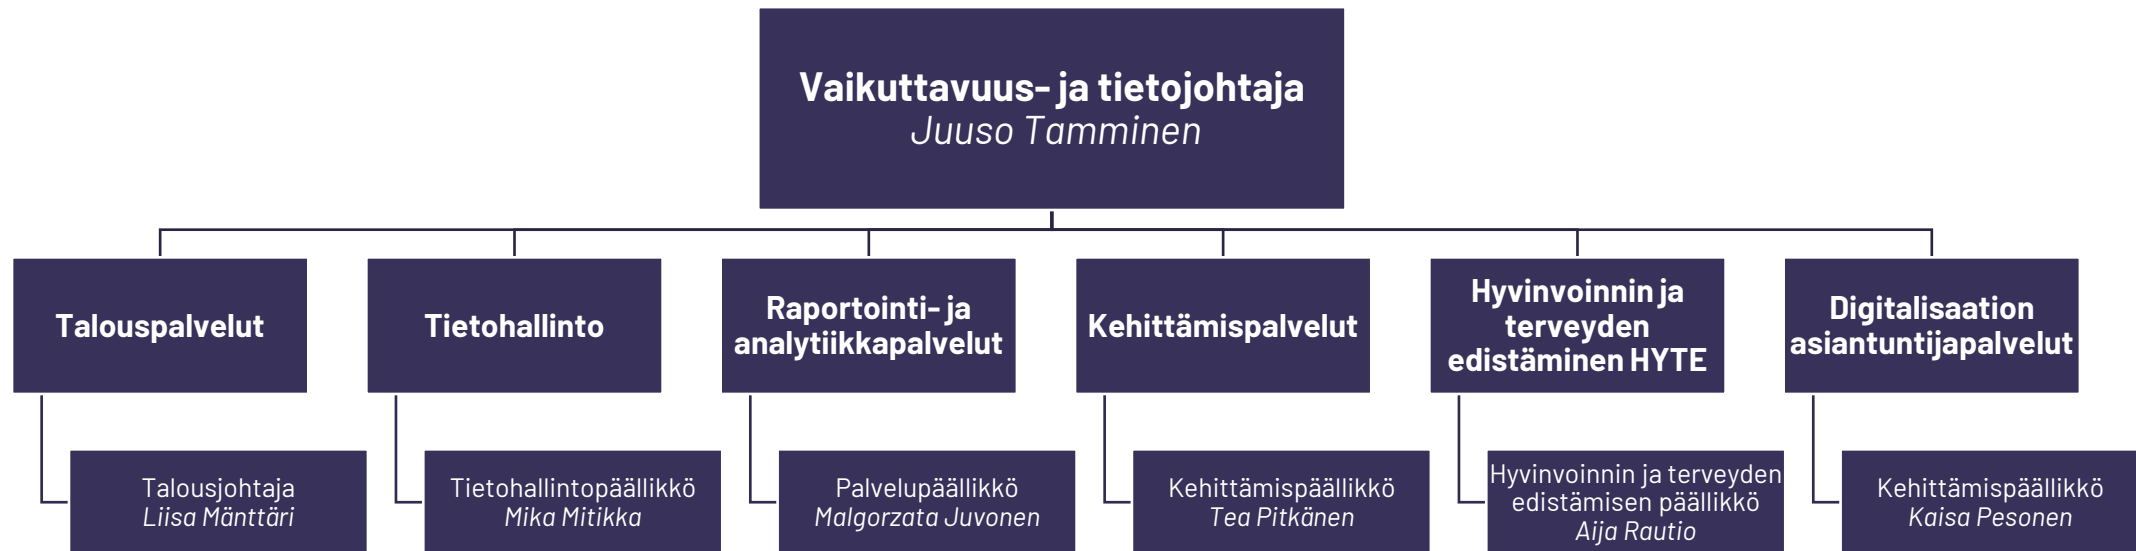 Vaikuttavuus- ja tietojohtaja
Juuso Tamminen
Talouspalvelut
Tietohallinto
Raportointi- ja
analytiikkapalvelut
Kehittämispalvelut
Hyvinvoinnin ja
terveyden
edistäminen HYTE
Digitalisaation
asiantuntijapalvelut
Talousjohtaja
Liisa Mänttäri
Tietohallintopäällikkö
Mika Mitikka
Palvelupäällikkö
Malgorzata Juvonen
Kehittämispäällikkö
Tea Pitkänen
Hyvinvoinnin ja terveyden
edistämisen päällikkö
Aija Rautio
Kehittämispäällikkö
Kaisa Pesonen